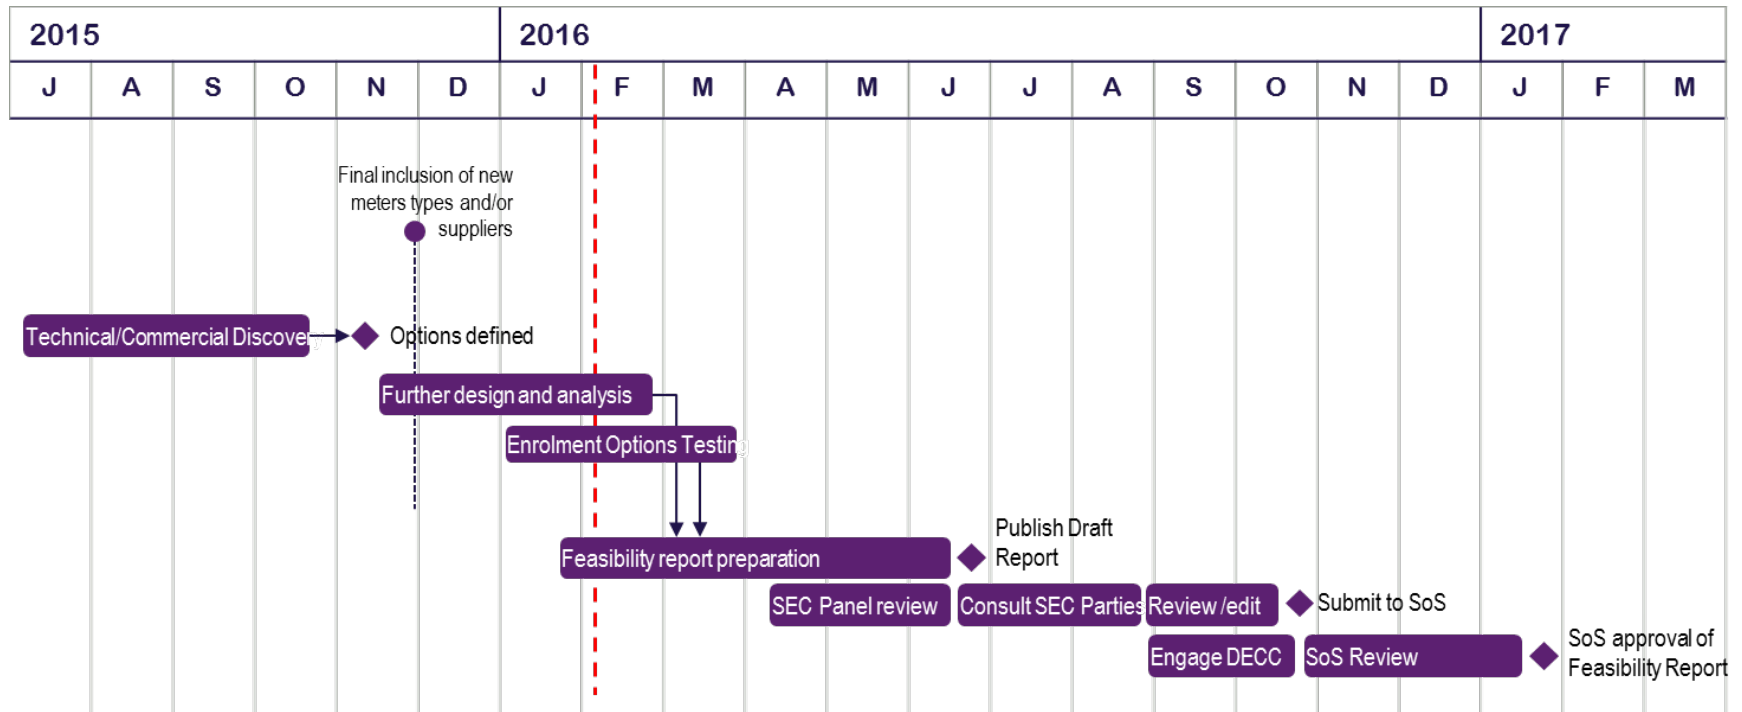 2015 2016 2017
J A S O N D J F M A M J J A S O N D J F M
Final inclusion of new
meters types and/or
suppliers
Technical/Commercial Discovery
Options defined
Further design and analysis
Enrolment Options Testing
Publish Draft
Report
Feasibility report preparation
SEC Panel review
Consult SEC Parties
Review /edit
Submit to SoS
Engage DECC
SoS Review
SoS approval of
Feasibility Report